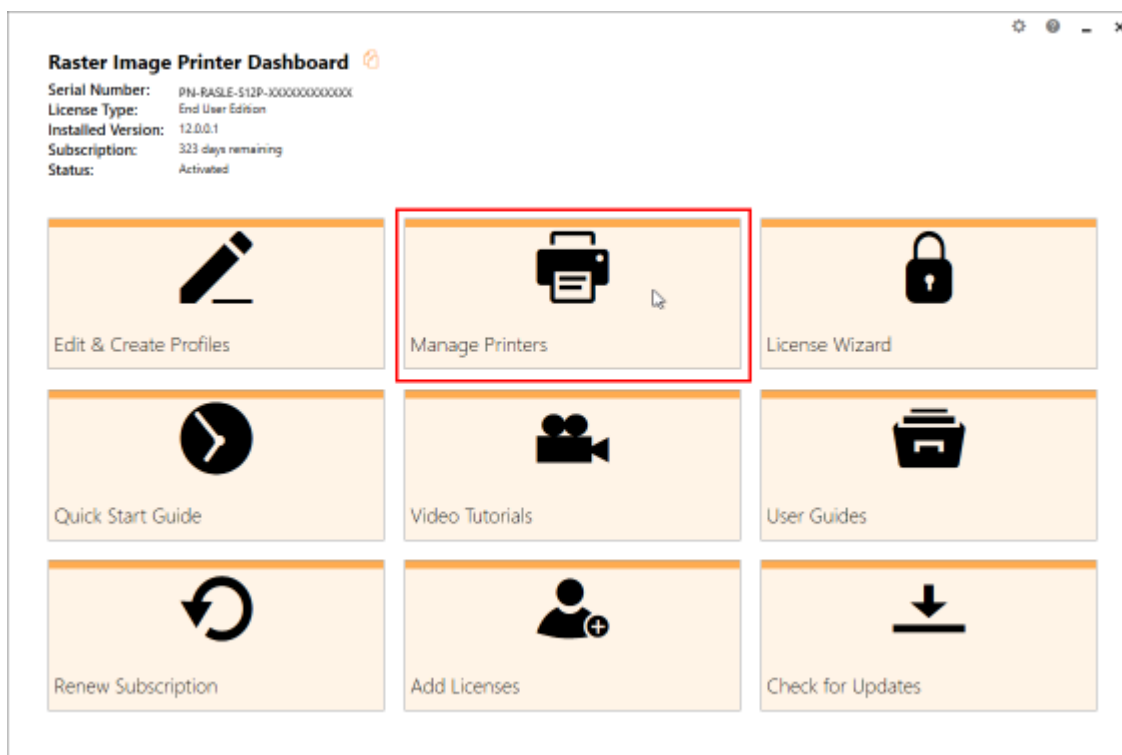 Raster Image Printer Dashboard
Serial Number: PN-RASLE-S12P-XXXXXXXXXXXX
License Type: End User Edition
Installed Version: 12.0.0.1
Subscription: 323 days remaining
Status: Activated
Edit & Create Profiles
Manage Printers
License Wizard
Quick Start Guide
Video Tutorials
User Guides
Renew Subscription
Add Licenses
Check for Updates